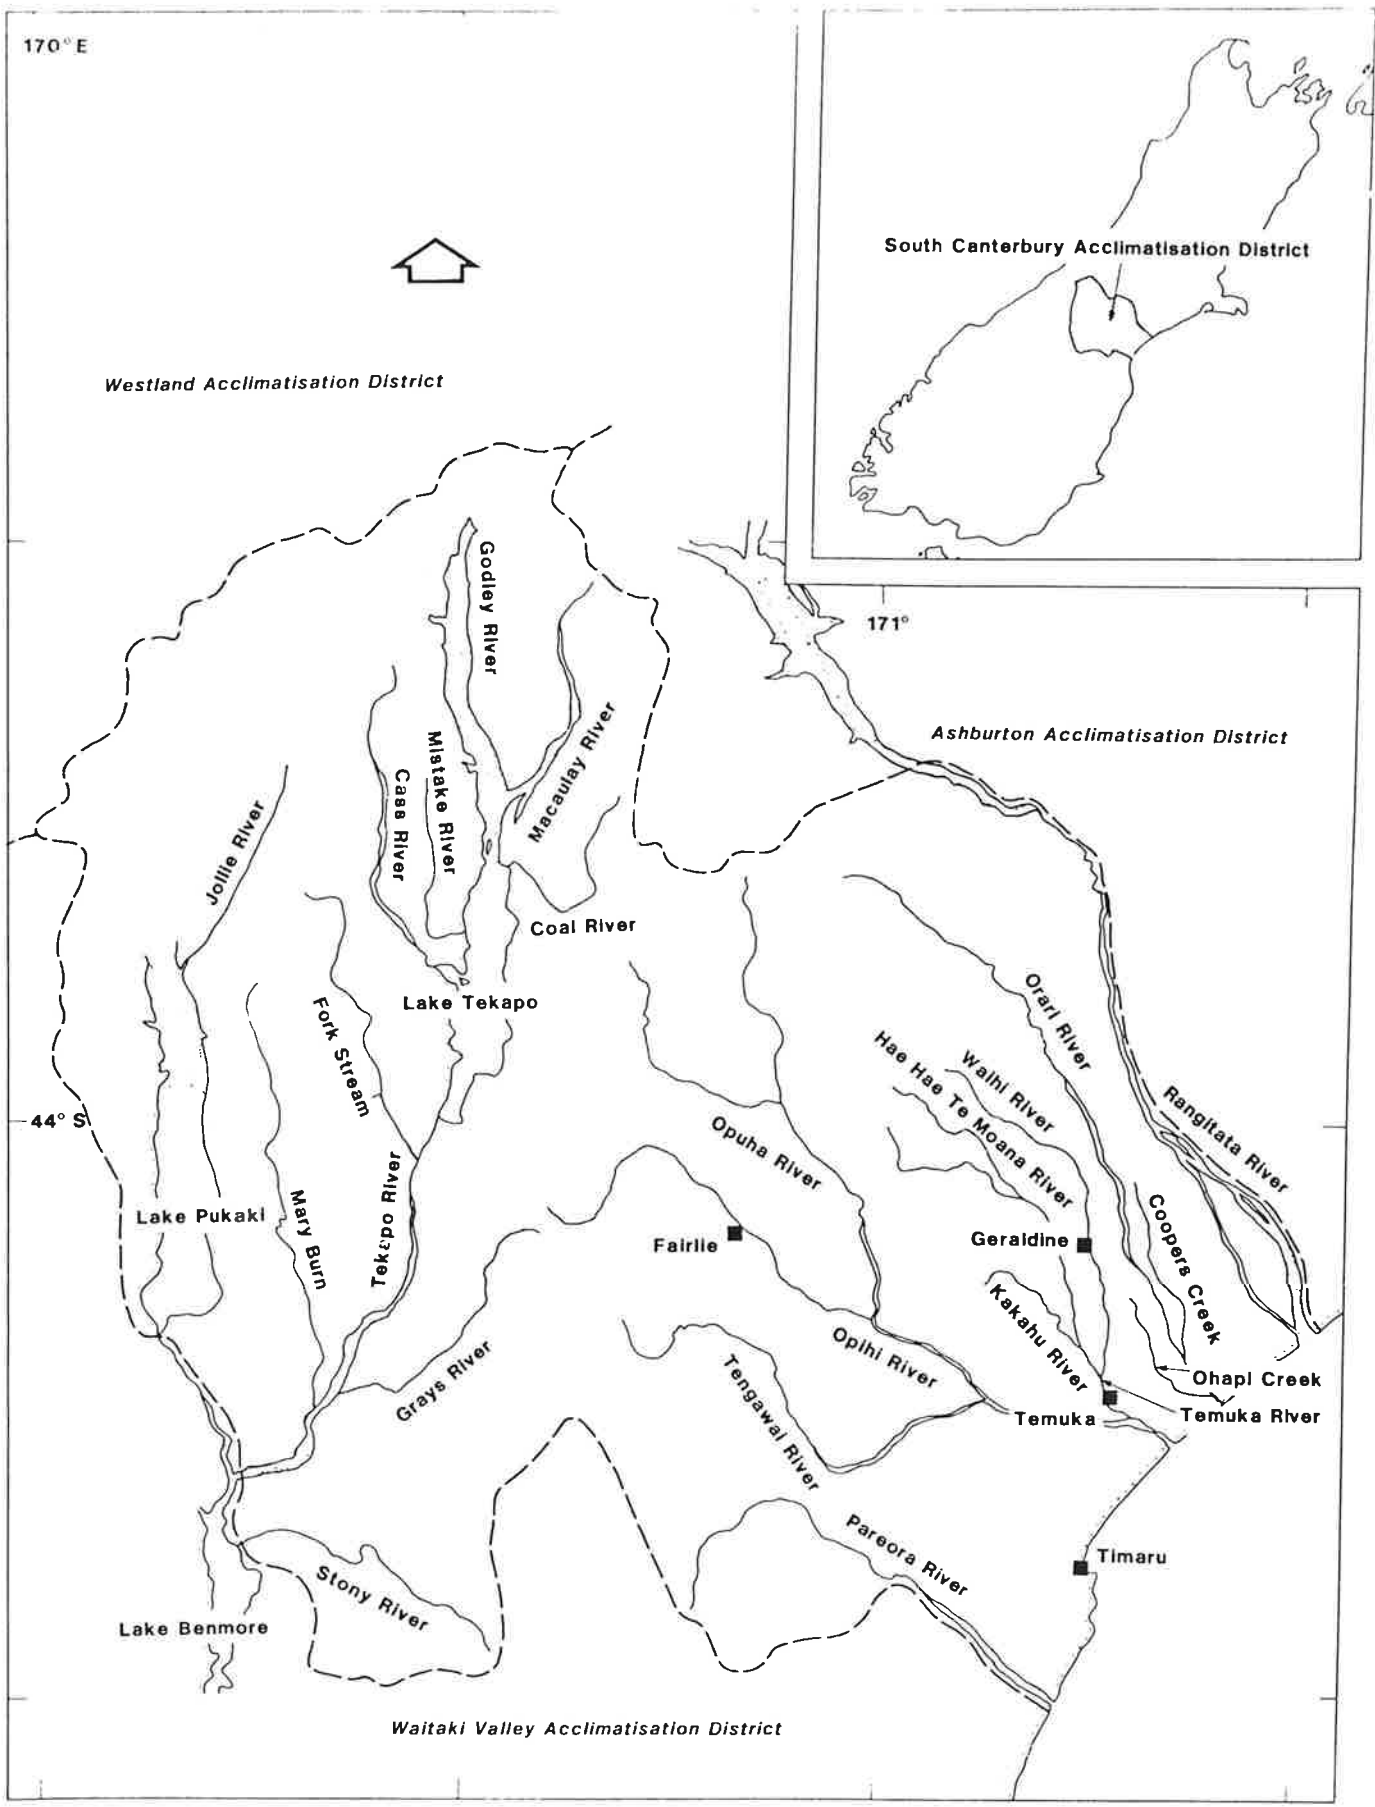 170° E
South Canterbury Acclimatisation District
Westland Acclimatisation District
Godley River
171°
Ashburton Acclimatisation District
Macaulay River
Mistake River
Cass River
Jollie River
Coal River
Lake Tekapo
Fork Stream
Orari River
Waihi River
Hae Hae Te Moana River
Rangitata River
44° S
Opuha River
Lake Pukaki
Mary Burn
Tekapo River
Coopers Creek
Fairlie
Geraldine
Kakahu River
Opihi River
Grays River
Tengawai River
Ohapi Creek
Temuka
Temuka River
Pareora River
Timaru
Stony River
Lake Benmore
Waitaki Valley Acclimatisation District